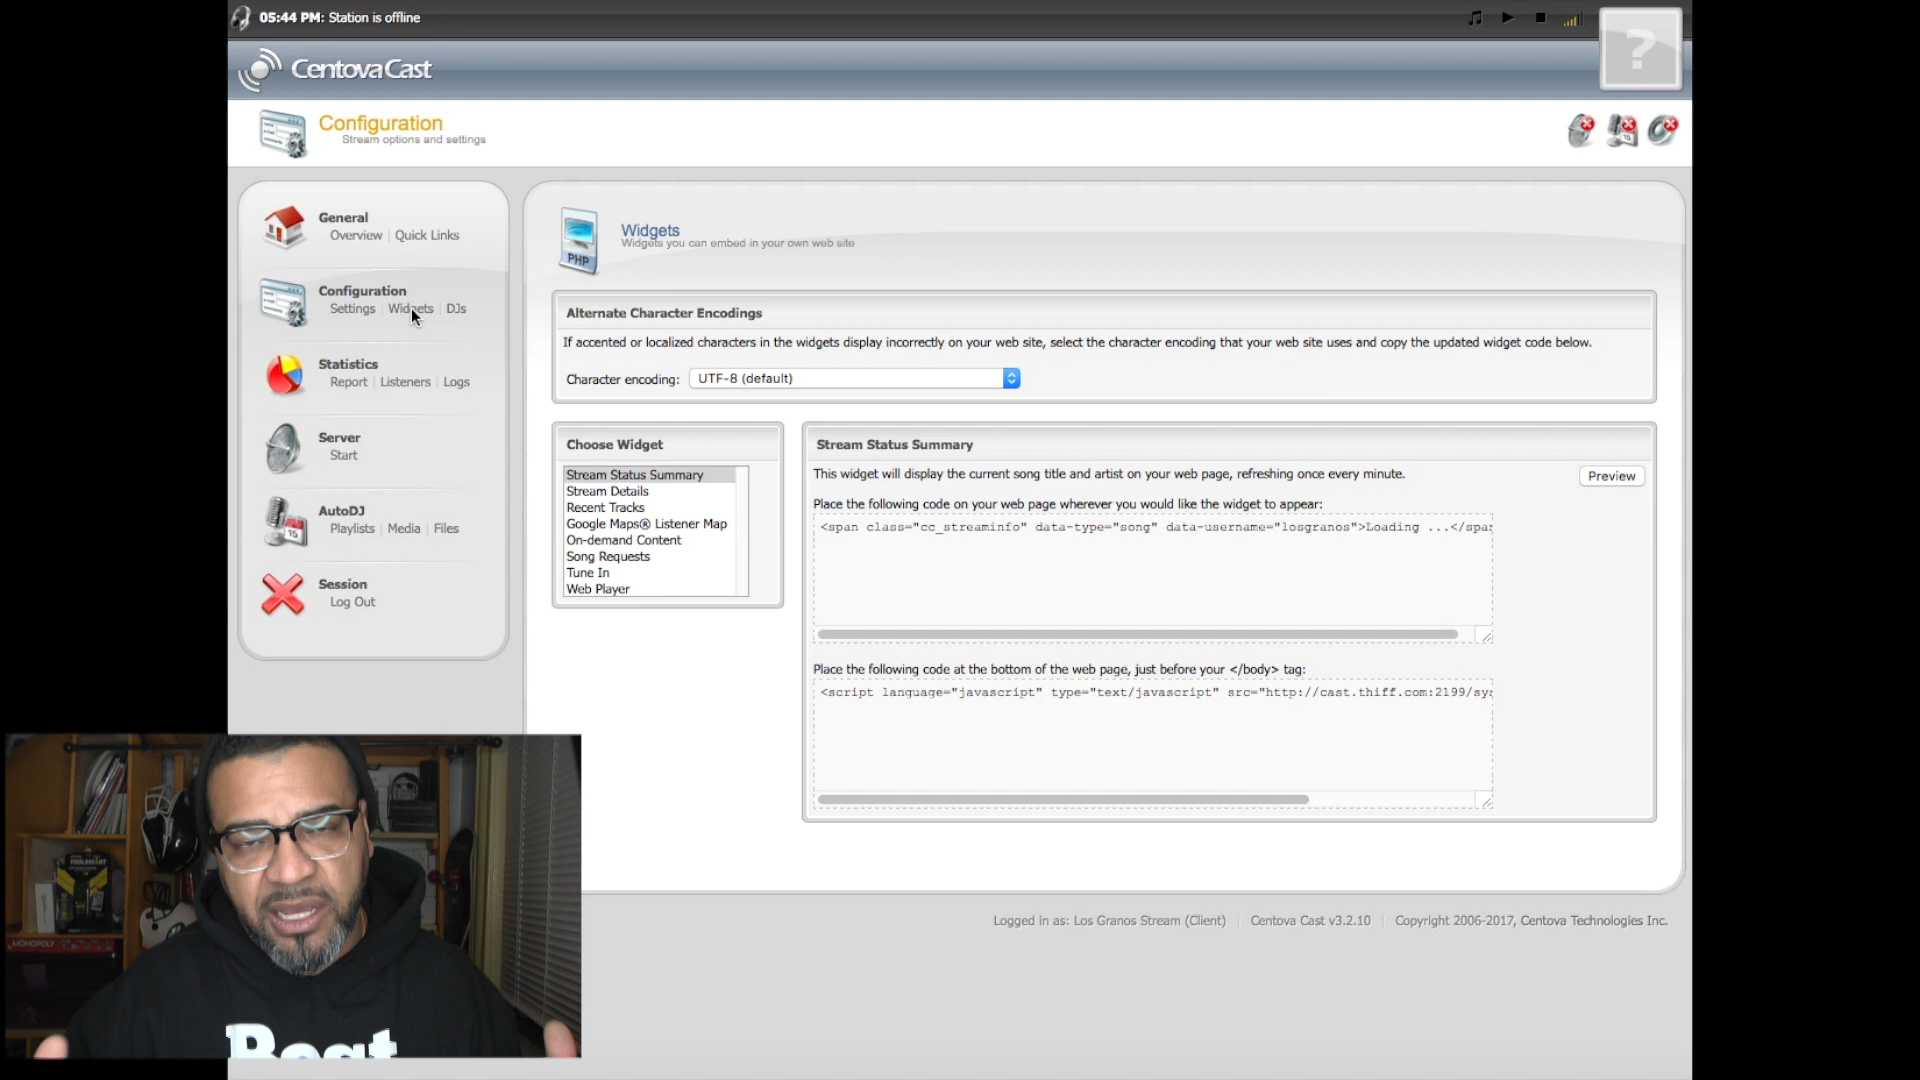 05:44 PM: Station is offline
CentovaCast
?
Configuration
Stream options and settings
General
Overview | Quick Links
Configuration
Settings | Widgets | DJs
Statistics
Report | Listeners | Logs
Server
Start
AutoDJ
Playlists | Media | Files
Session
Log Out
PHP
Widgets
Widgets you can embed in your own web site
Alternate Character Encodings
If accented or localized characters in the widgets display incorrectly on your web site, select the character encoding that your web site uses and copy the updated widget code below.
Character encoding: UTF-8 (default)
Choose Widget
Stream Status Summary
Stream Details
Recent Tracks
Google Maps® Listener Map
On-demand Content
Song Requests
Tune In
Web Player
Stream Status Summary
This widget will display the current song title and artist on your web page, refreshing once every minute.
Preview
Place the following code on your web page wherever you would like the widget to appear:
<span class="cc_streaminfo" data-type="song" data-username="losgranos">Loading ...</spa
Place the following code at the bottom of the web page, just before your </body> tag:
<script language="javascript" type="text/javascript" src="http://cast.thiff.com:2199/sy
Logged in as: Los Granos Stream (Client) | Centova Cast v3.2.10 | Copyright 2006-2017, Centova Technologies Inc.
MONOPOLY
Beat